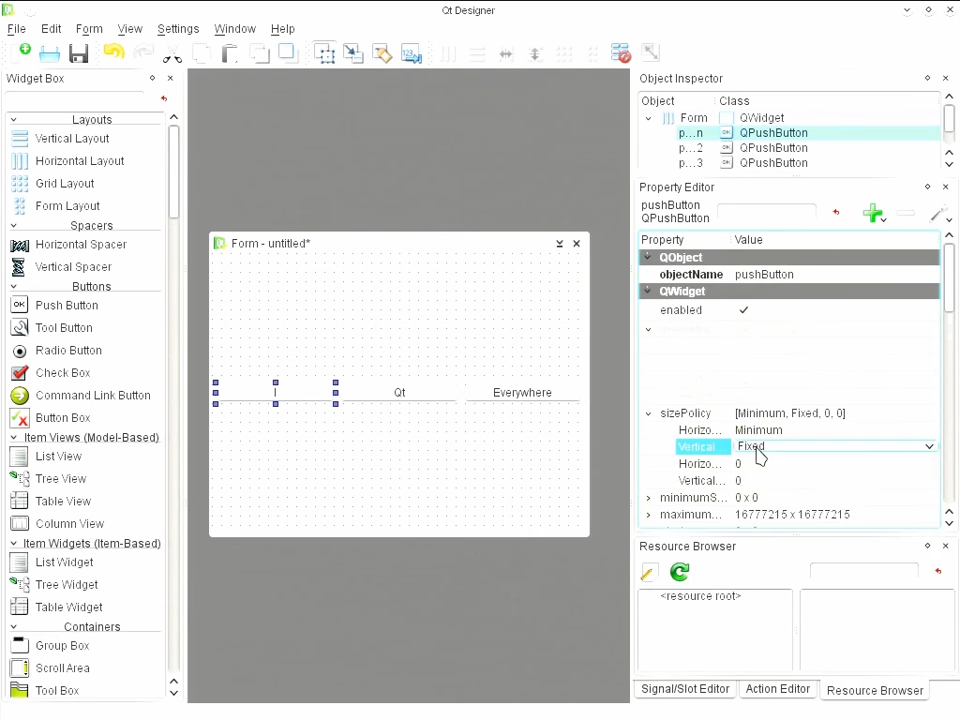 Qt Designer
File Edit Form View Settings Window Help
Widget Box
Layouts
Vertical Layout
Horizontal Layout
Grid Layout
Form Layout
Spacers
Horizontal Spacer
Vertical Spacer
Buttons
Push Button
Tool Button
Radio Button
Check Box
Command Link Button
Button Box
Item Views (Model-Based)
List View
Tree View
Table View
Column View
Item Widgets (Item-Based)
List Widget
Tree Widget
Table Widget
Containers
Group Box
Scroll Area
Tool Box
Form - untitled*
I Qt Everywhere
Object Inspector
Object Class
Form QWidget
p...n QPushButton
p...2 QPushButton
p...3 QPushButton
Property Editor
pushButton
QPushButton
Property Value
QObject
objectName pushButton
QWidget
enabled
sizePolicy [Minimum, Fixed, 0, 0]
Horizo... Minimum
Vertical Fixed
Horizo... 0
Vertical... 0
minimumS... 0 x 0
maximum... 16777215 x 16777215
Resource Browser
<resource root>
Signal/Slot Editor Action Editor Resource Browser